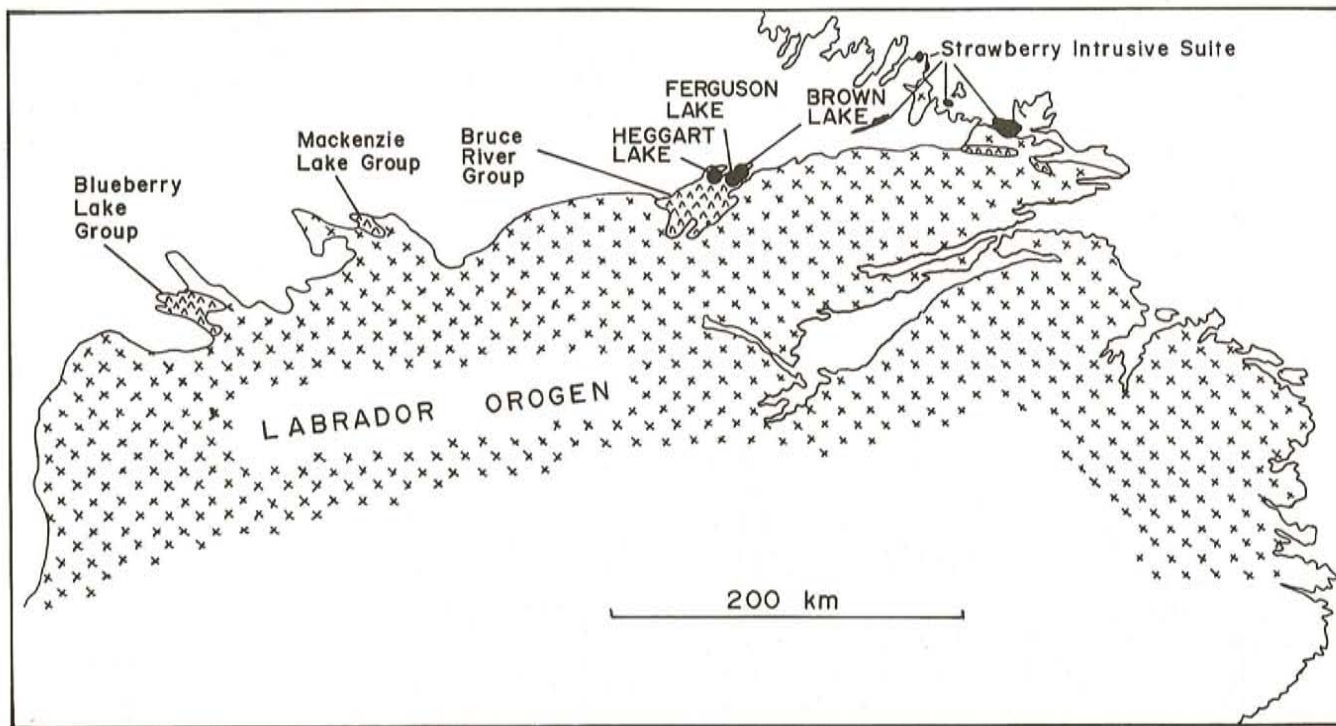 Strawberry Intrusive Suite
FERGUSON
LAKE
BROWN
LAKE
HEGGART
LAKE
Bruce
River
Group
Mackenzie
Lake Group
Blueberry
Lake
Group
LABRADOR OROGEN
200 km